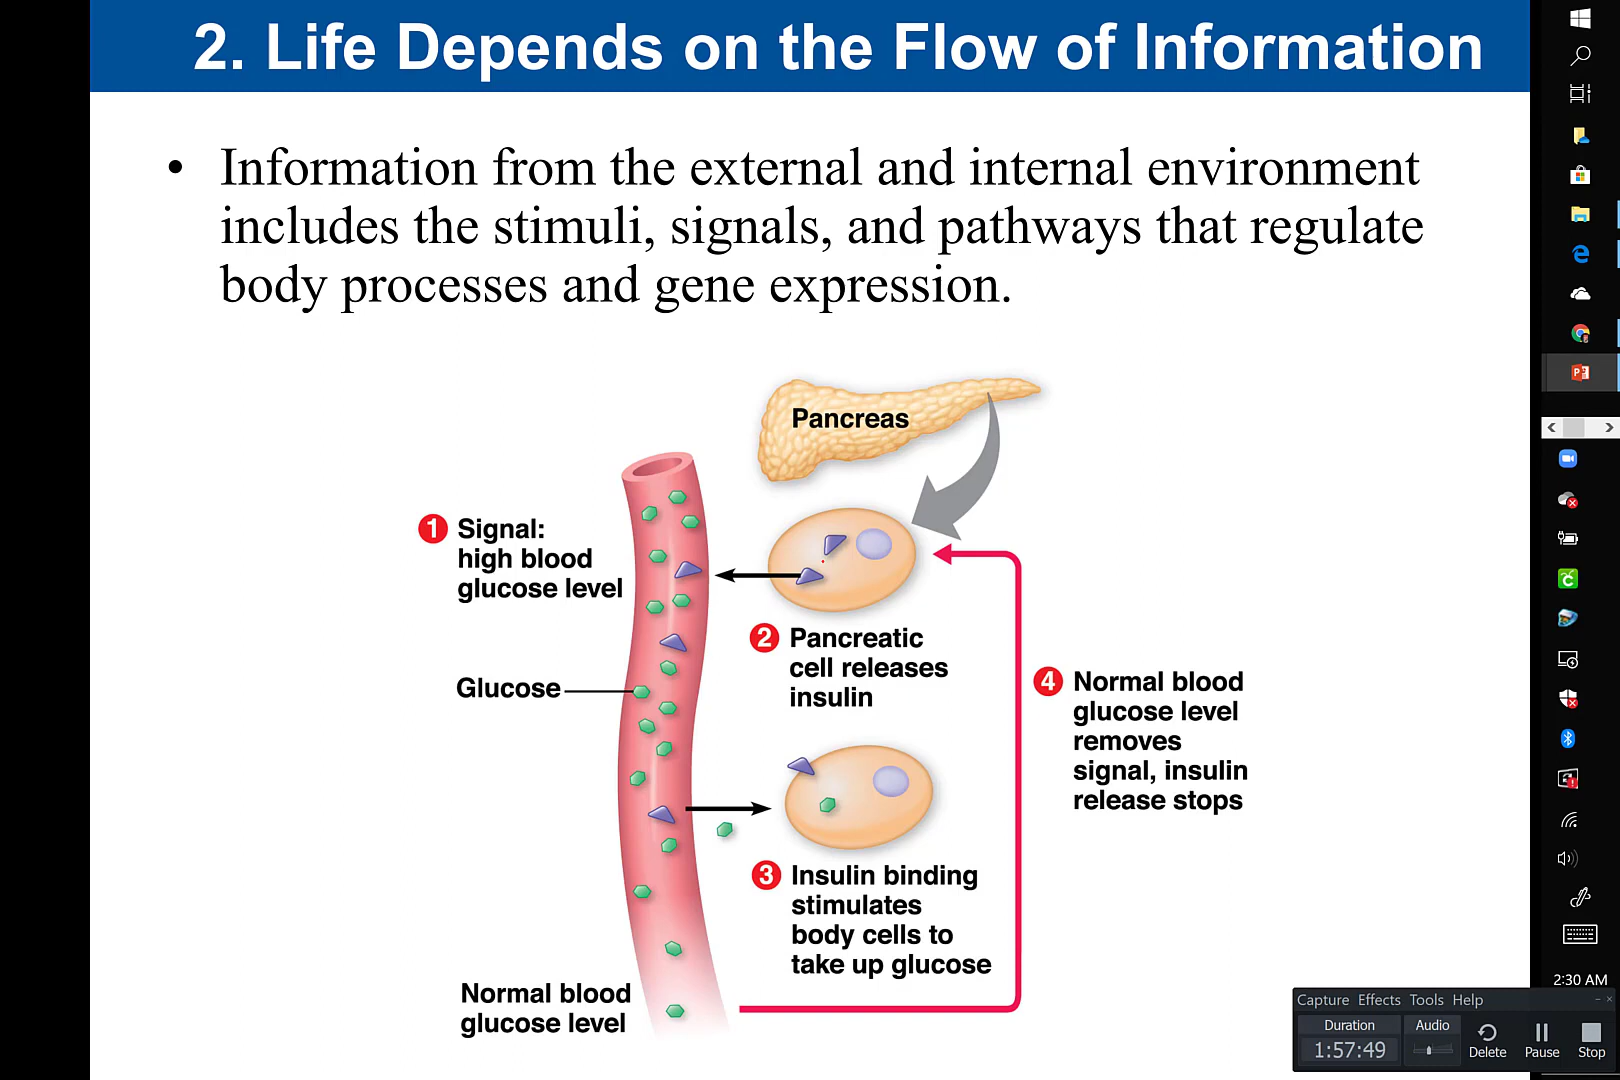 2. Life Depends on the Flow of Information
• Information from the external and internal environment
includes the stimuli, signals, and pathways that regulate
body processes and gene expression.
Pancreas
1 Signal:
high blood
glucose level
2 Pancreatic
cell releases
insulin
Glucose
4 Normal blood
glucose level
removes
signal, insulin
release stops
3 Insulin binding
stimulates
body cells to
take up glucose
Normal blood
glucose level
2:30 AM
Capture Effects Tools Help
Duration
1:57:49
Audio
Delete
Pause
Stop